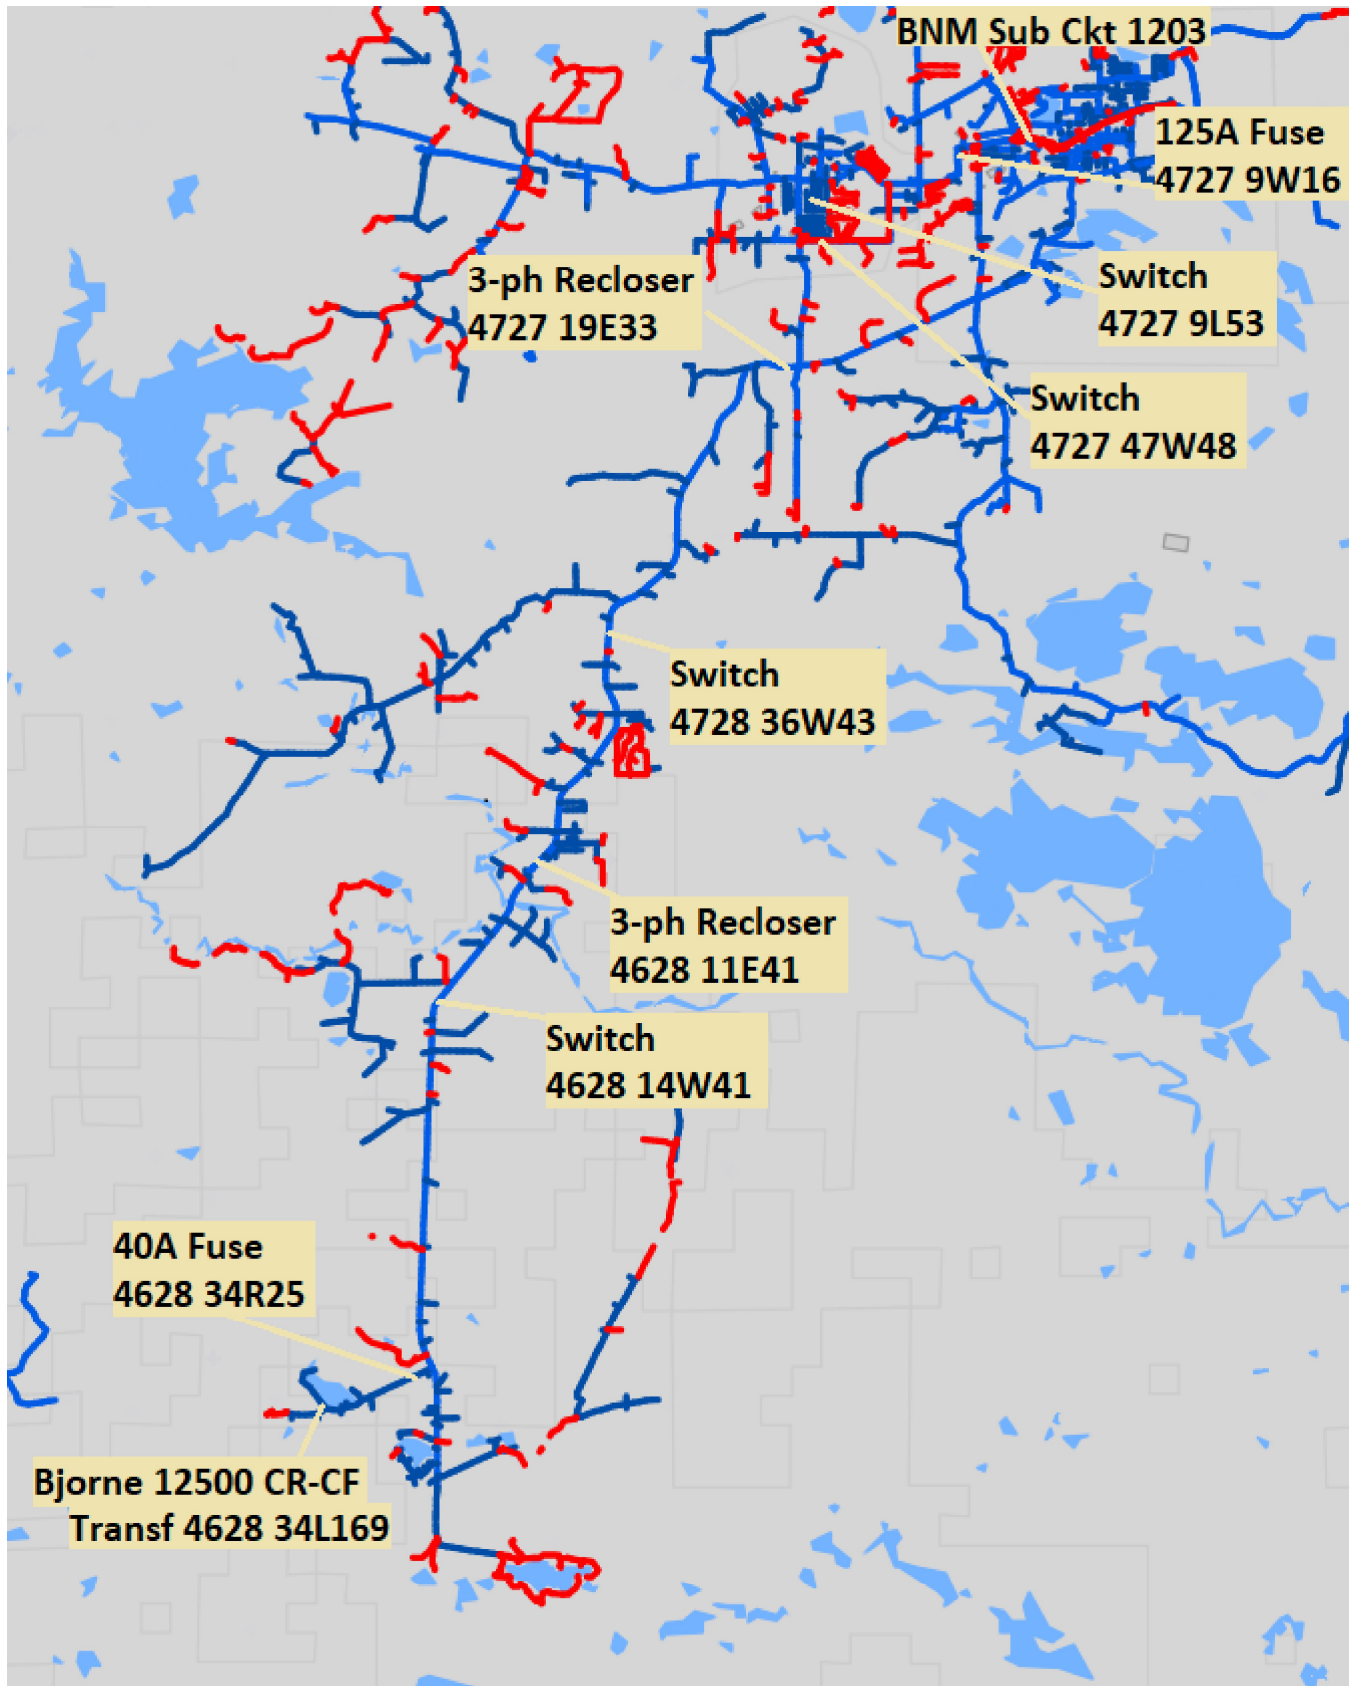 BNM Sub Ckt 1203
125A Fuse
4727 9W16
3-ph Recloser
4727 19E33
Switch
4727 9L53
Switch
4727 47W48
Switch
4728 36W43
3-ph Recloser
4628 11E41
Switch
4628 14W41
40A Fuse
4628 34R25
Bjorne 12500 CR-CF
Transf 4628 34L169